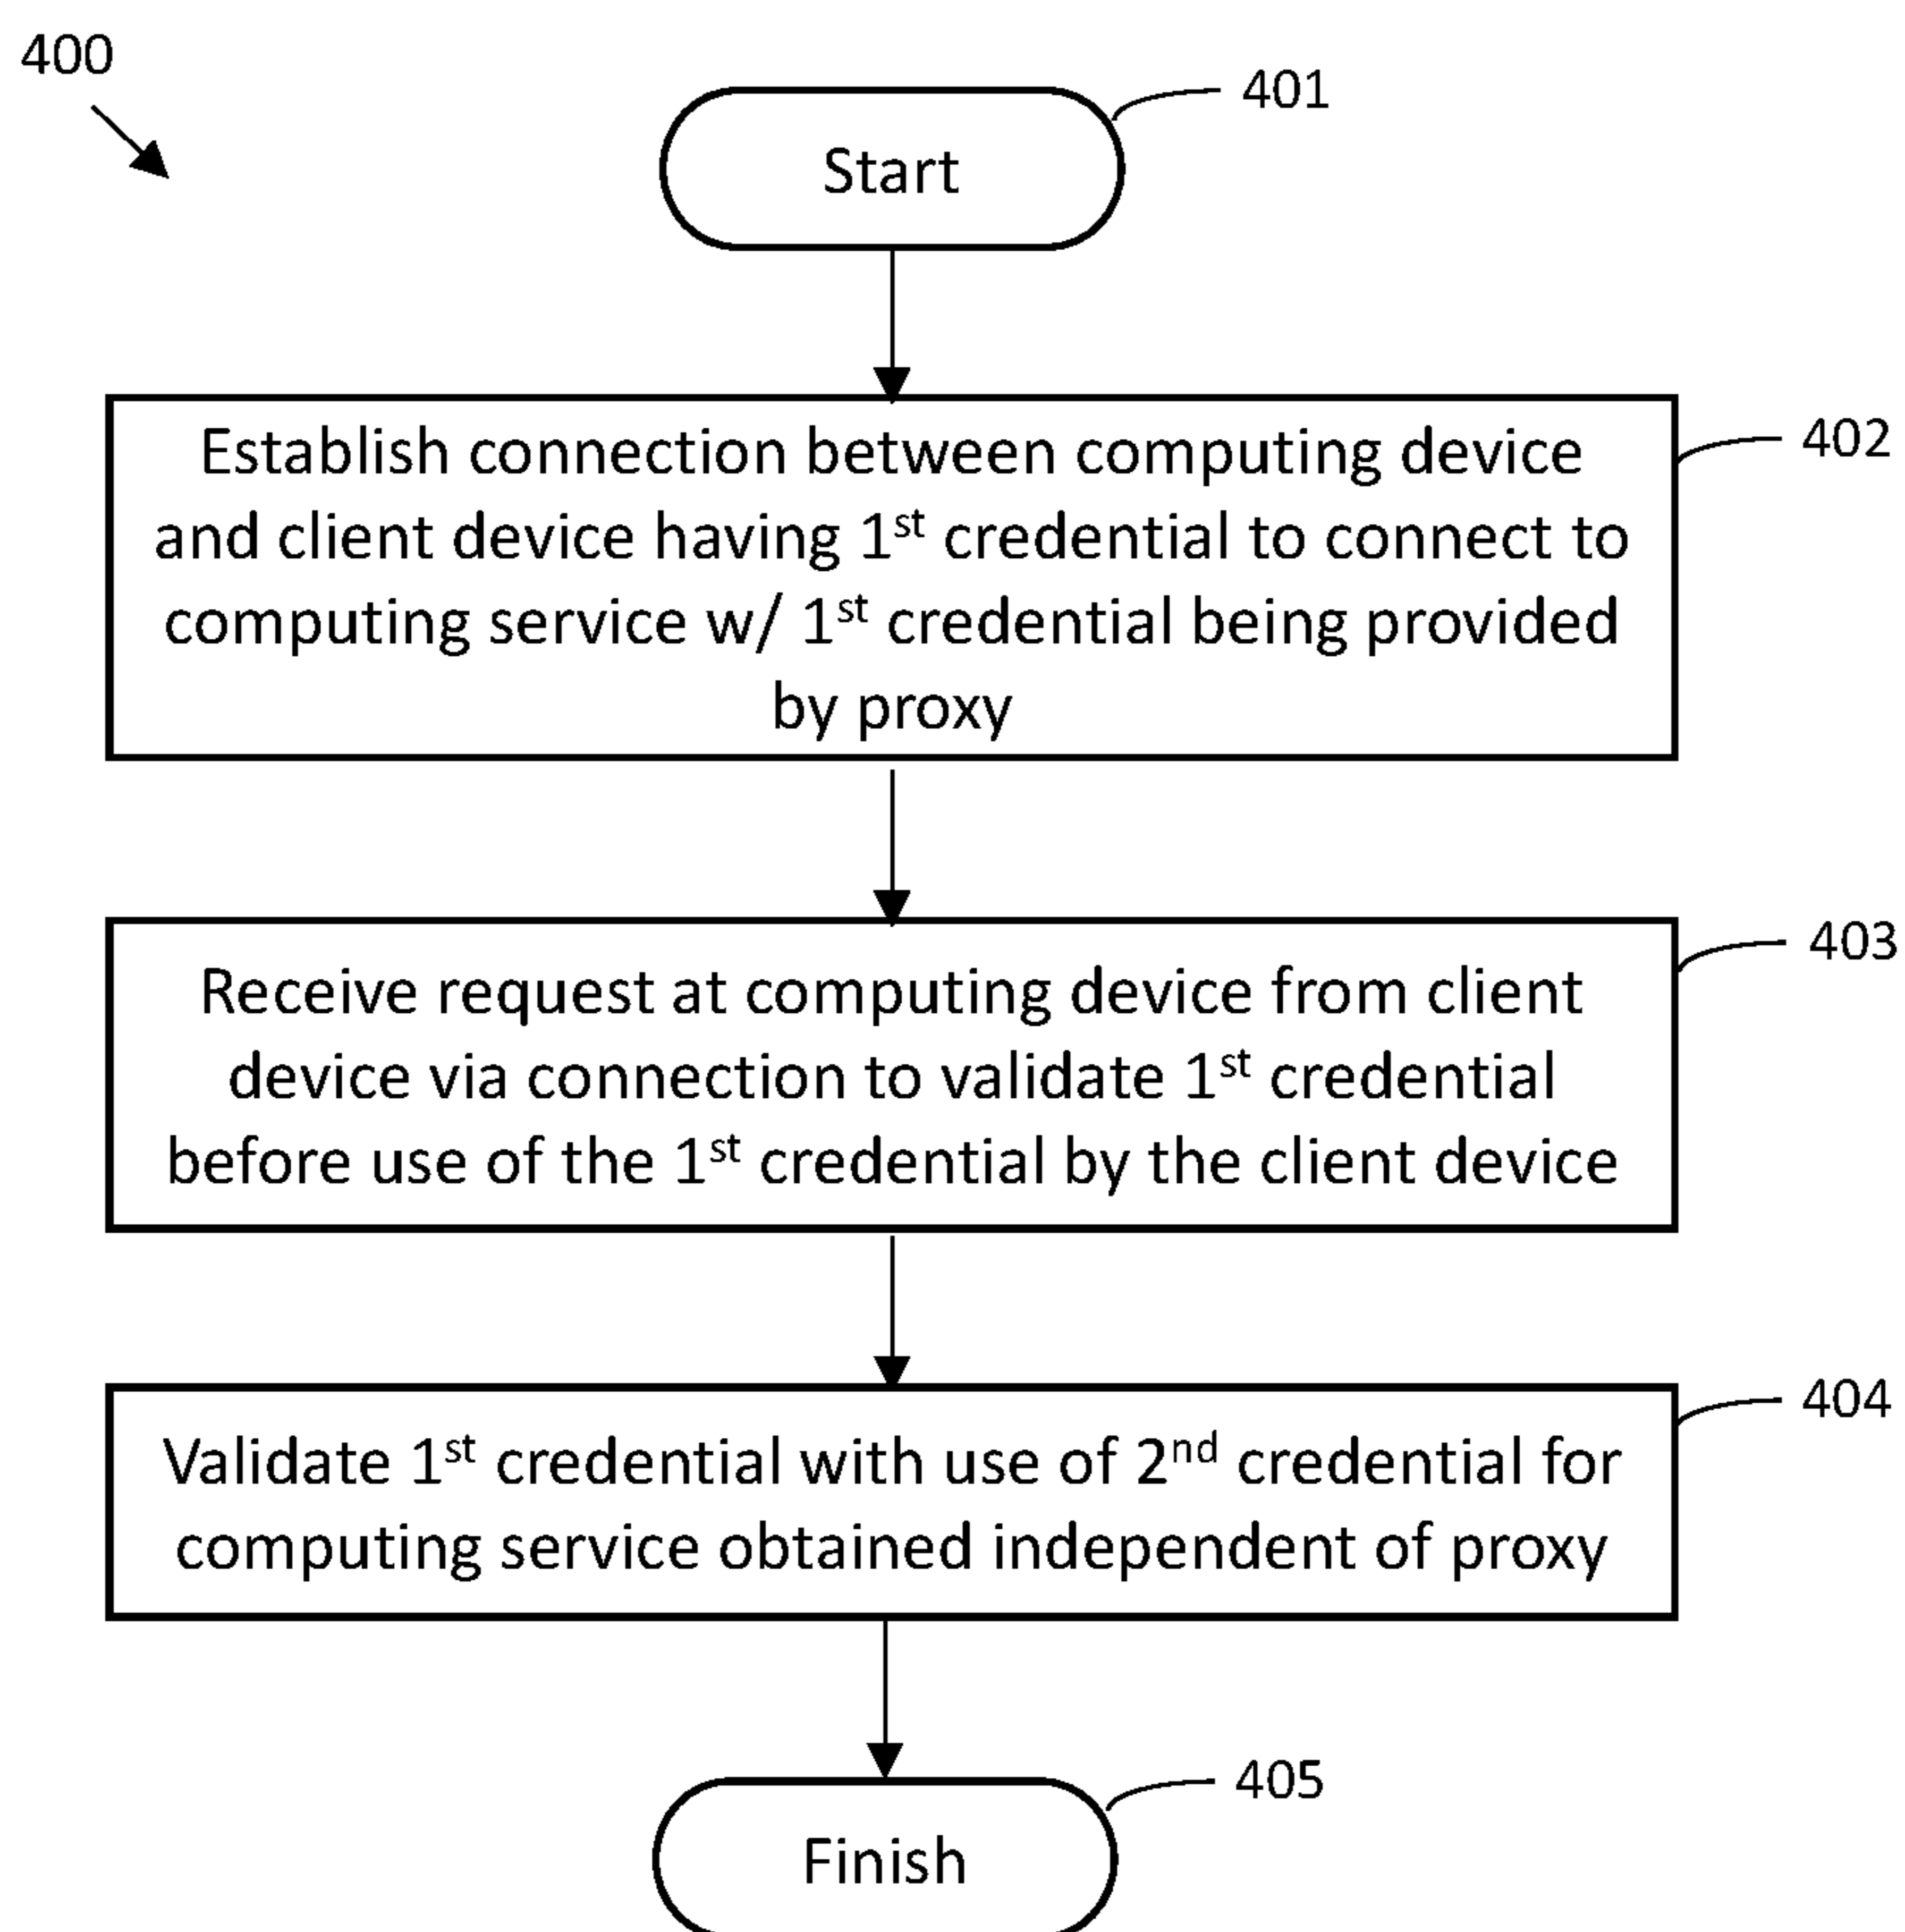 400
401
Start
402
Establish connection between computing device
and client device having 1st credential to connect to
computing service w/ 1st credential being provided
by proxy
403
Receive request at computing device from client
device via connection to validate 1st credential
before use of the 1st credential by the client device
404
Validate 1st credential with use of 2nd credential for
computing service obtained independent of proxy
405
Finish